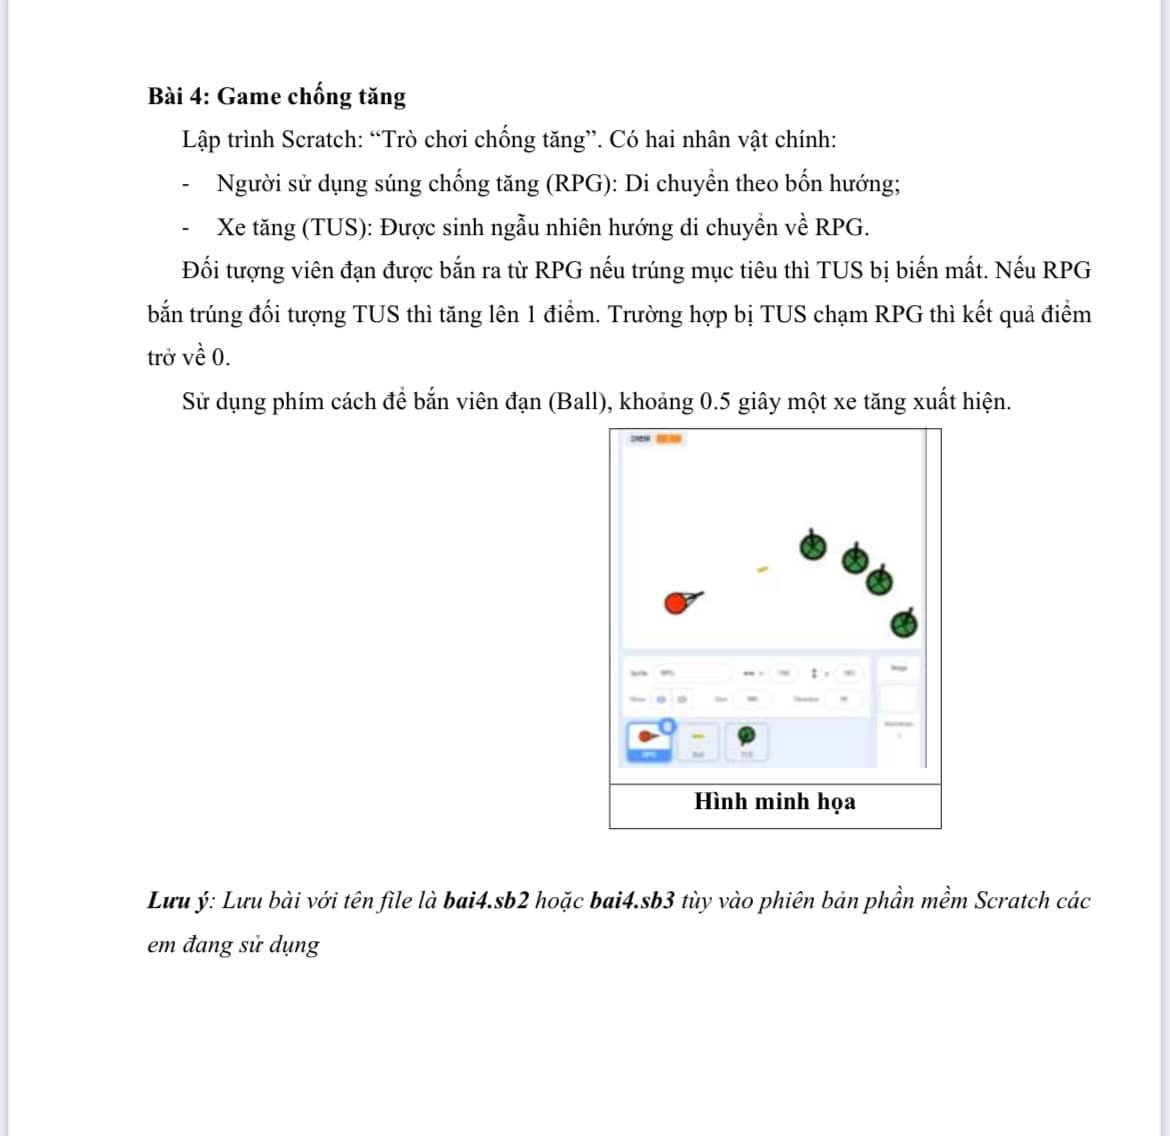 Bài 4: Game chống tăng
Lập trình Scratch: “Trò chơi chống tăng”. Có hai nhân vật chính:
- Người sử dụng súng chống tăng (RPG): Di chuyển theo bốn hướng;
- Xe tăng (TUS): Được sinh ngẫu nhiên hướng di chuyển về RPG.
Đối tượng viên đạn được bắn ra từ RPG nếu trúng mục tiêu thì TUS bị biến mất. Nếu RPG
bắn trúng đối tượng TUS thì tăng lên 1 điểm. Trường hợp bị TUS chạm RPG thì kết quả điểm
trở về 0.
Sử dụng phím cách để bắn viên đạn (Ball), khoảng 0.5 giây một xe tăng xuất hiện.
Hình minh họa
Lưu ý: Lưu bài với tên file là bai4.sb2 hoặc bai4.sb3 tùy vào phiên bản phần mềm Scratch các
em đang sử dụng